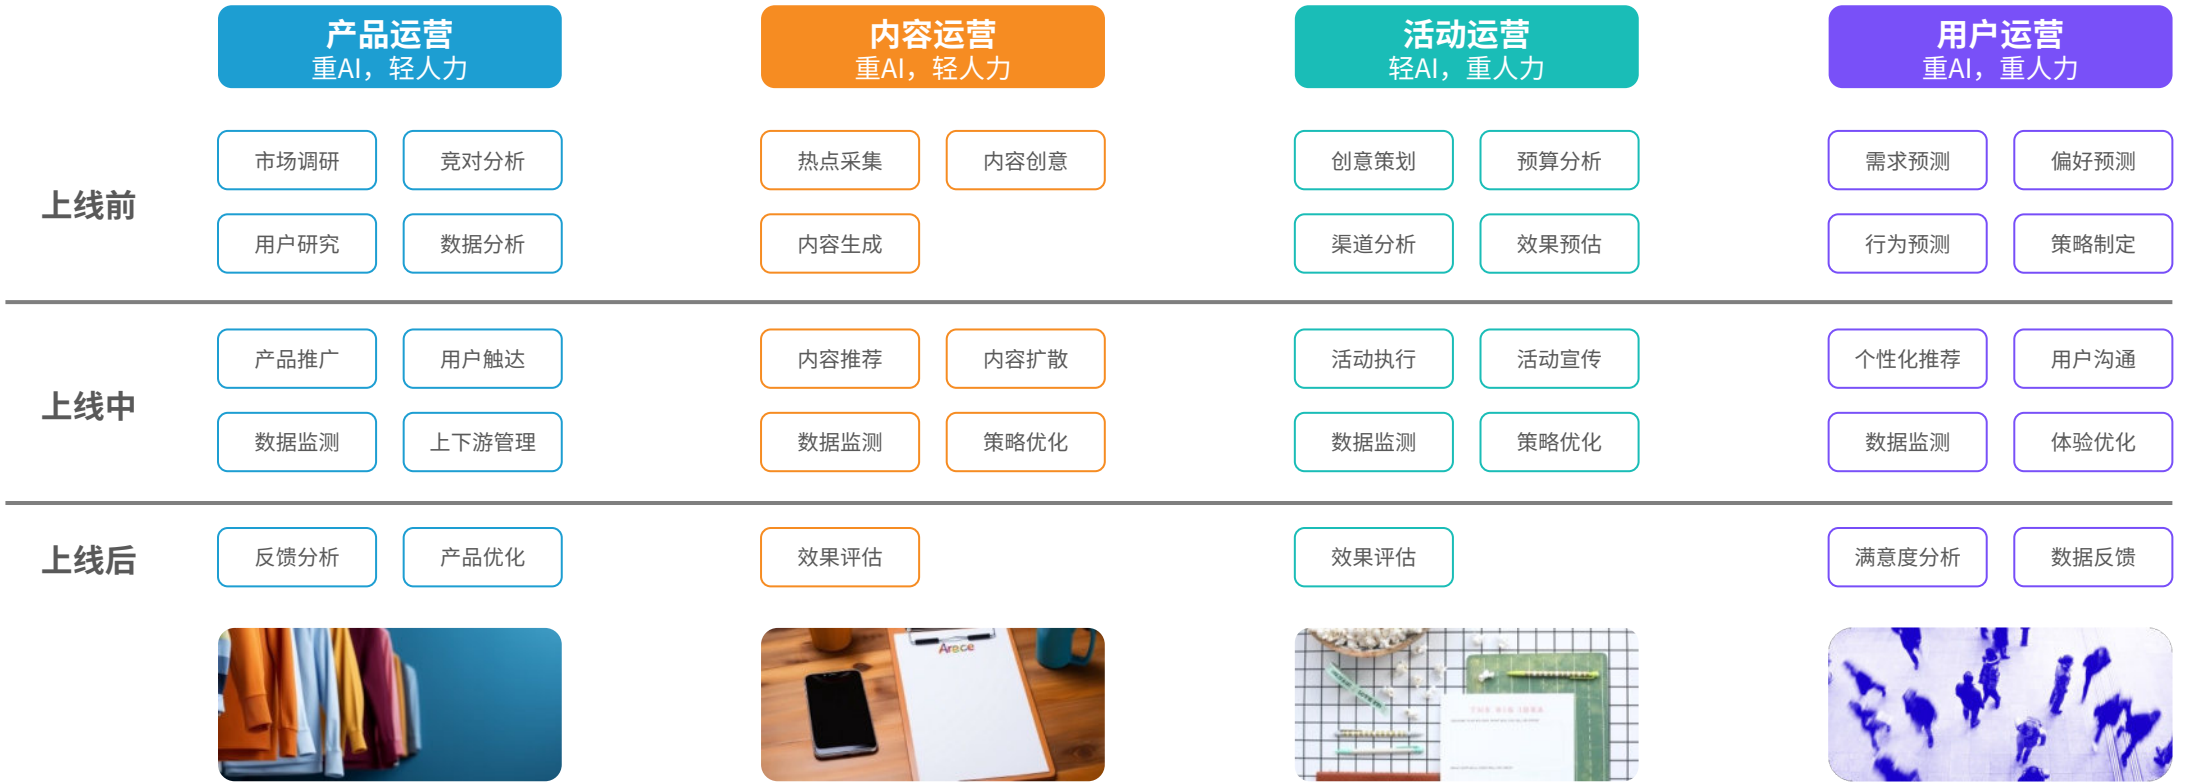 产品运营
重AI，轻人力
内容运营
重AI，轻人力
活动运营
轻AI，重人力
用户运营
重AI，重人力
上线前
市场调研
竞对分析
热点采集
内容创意
创意策划
预算分析
需求预测
偏好预测
用户研究
数据分析
内容生成
渠道分析
效果预估
行为预测
策略制定
上线中
产品推广
用户触达
内容推荐
内容扩散
活动执行
活动宣传
个性化推荐
用户沟通
数据监测
上下游管理
数据监测
策略优化
数据监测
策略优化
数据监测
体验优化
上线后
反馈分析
产品优化
效果评估
效果评估
满意度分析
数据反馈
THE BIG IDEA